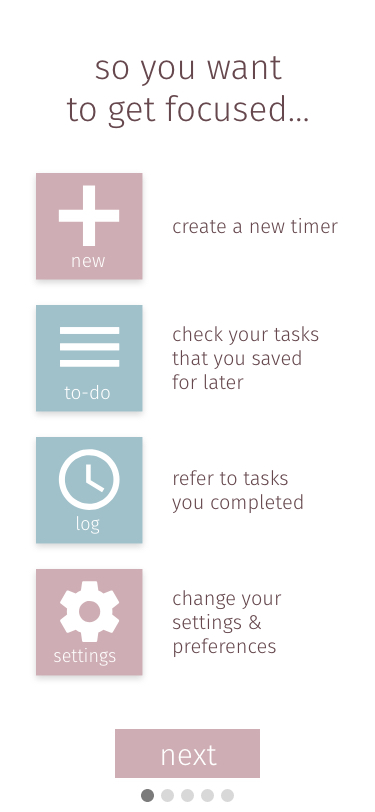 so you want
to get focused...
new
create a new timer
to-do
check your tasks
that you saved
for later
log
refer to tasks
you completed
settings
change your
settings &
preferences
next